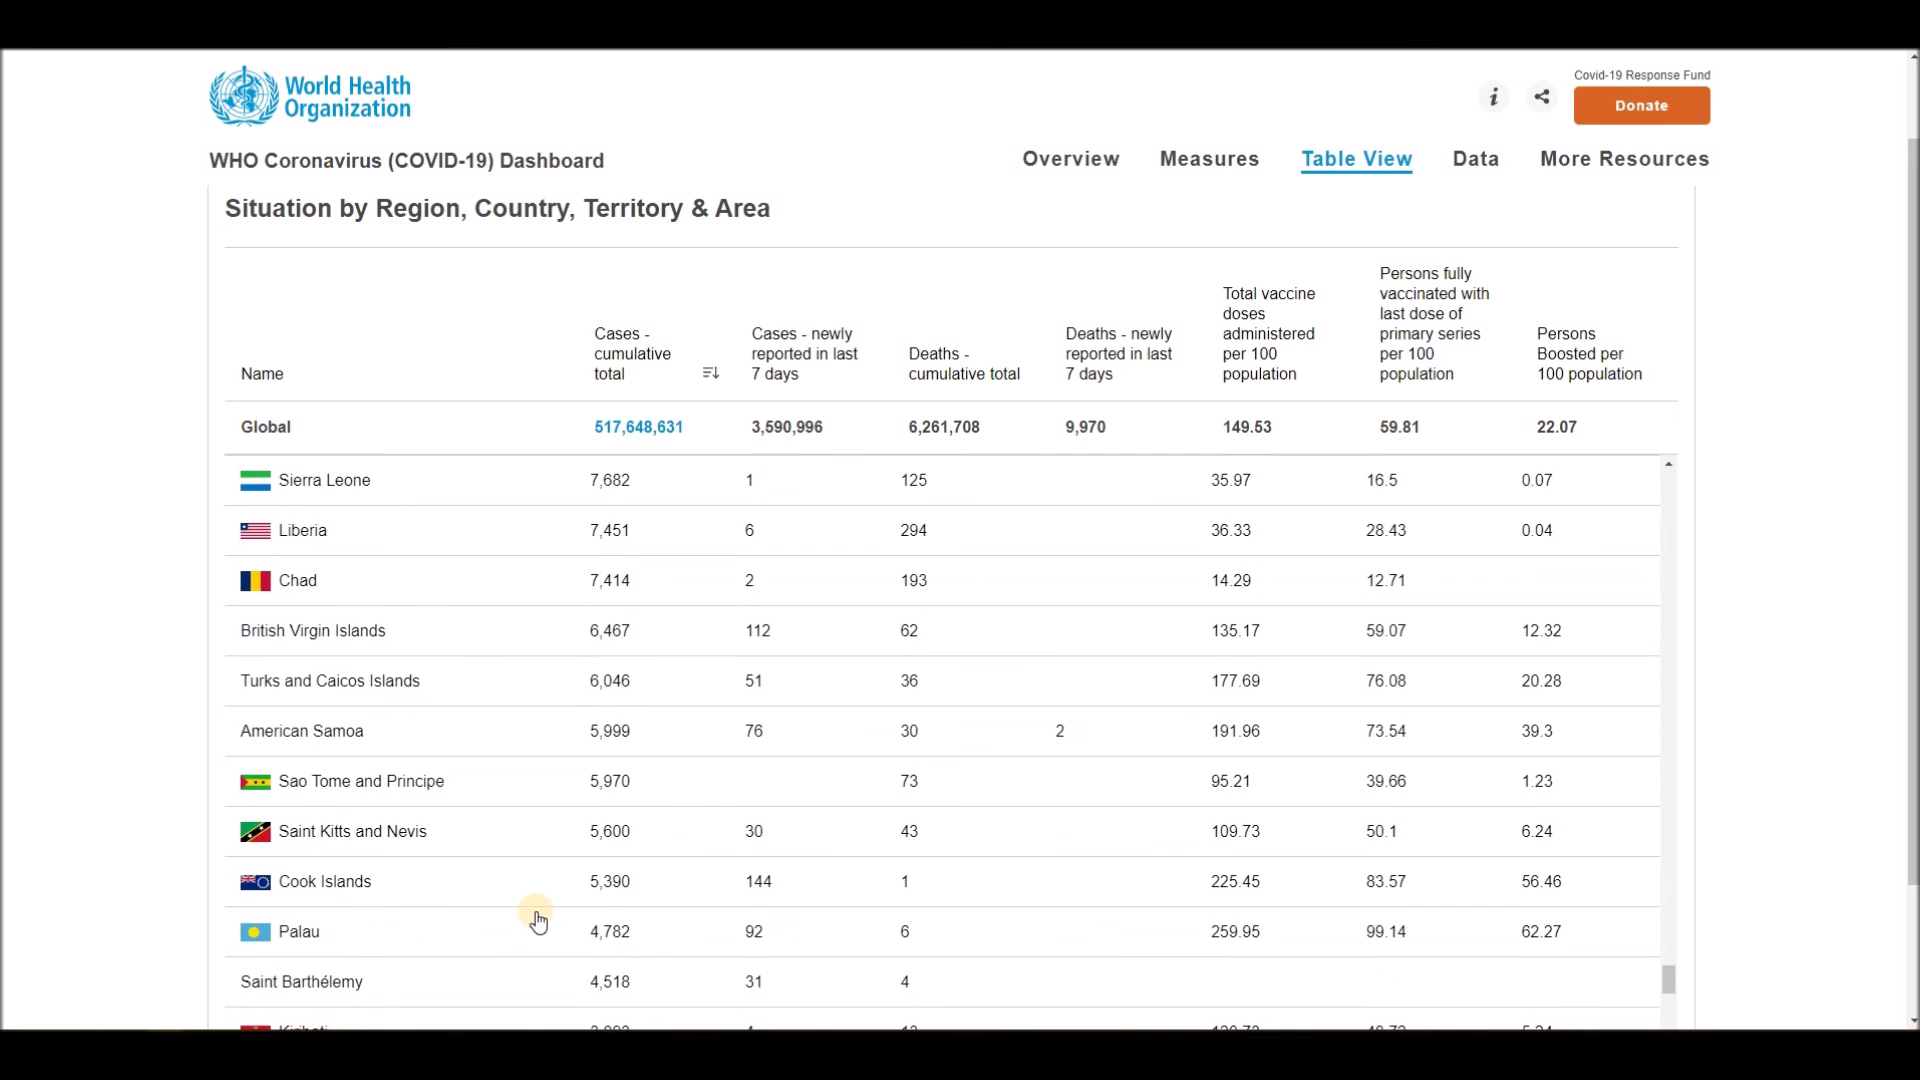 World Health
Organization
Covid-19 Response Fund
Donate
WHO Coronavirus (COVID-19) Dashboard
Overview Measures Table View Data More Resources
Situation by Region, Country, Territory & Area
Name
Cases -
cumulative
total
Cases - newly
reported in last
7 days
Deaths -
cumulative total
Deaths - newly
reported in last
7 days
Total vaccine
doses
administered
per 100
population
Persons fully
vaccinated with
last dose of
primary series
per 100
population
Persons
Boosted per
100 population
Global 517,648,631 3,590,996 6,261,708 9,970 149.53 59.81 22.07
Sierra Leone 7,682 1 125 35.97 16.5 0.07
Liberia 7,451 6 294 36.33 28.43 0.04
Chad 7,414 2 193 14.29 12.71
British Virgin Islands 6,467 112 62 135.17 59.07 12.32
Turks and Caicos Islands 6,046 51 36 177.69 76.08 20.28
American Samoa 5,999 76 30 2 191.96 73.54 39.3
Sao Tome and Principe 5,970 73 95.21 39.66 1.23
Saint Kitts and Nevis 5,600 30 43 109.73 50.1 6.24
Cook Islands 5,390 144 1 225.45 83.57 56.46
Palau 4,782 92 6 259.95 99.14 62.27
Saint Barthélemy 4,518 31 4
Kiribati